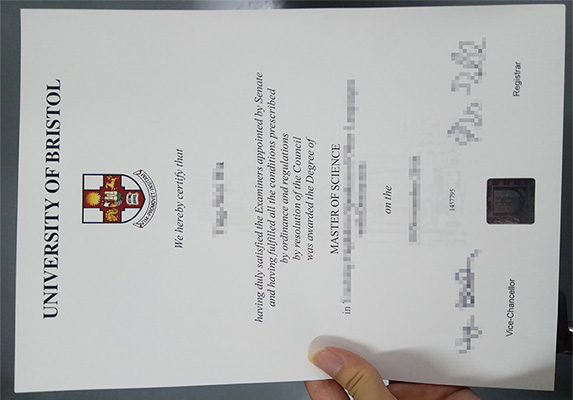 UNIVERSITY OF BRISTOL
We hereby certify that
having duly satisfied the Examiners appointed by Senate
and having fulfilled all the conditions prescribed
by ordinance and regulations
by resolution of the Council
was awarded the Degree of
MASTER OF SCIENCE
in
on the
1457795
Vice-Chancellor
Registrar